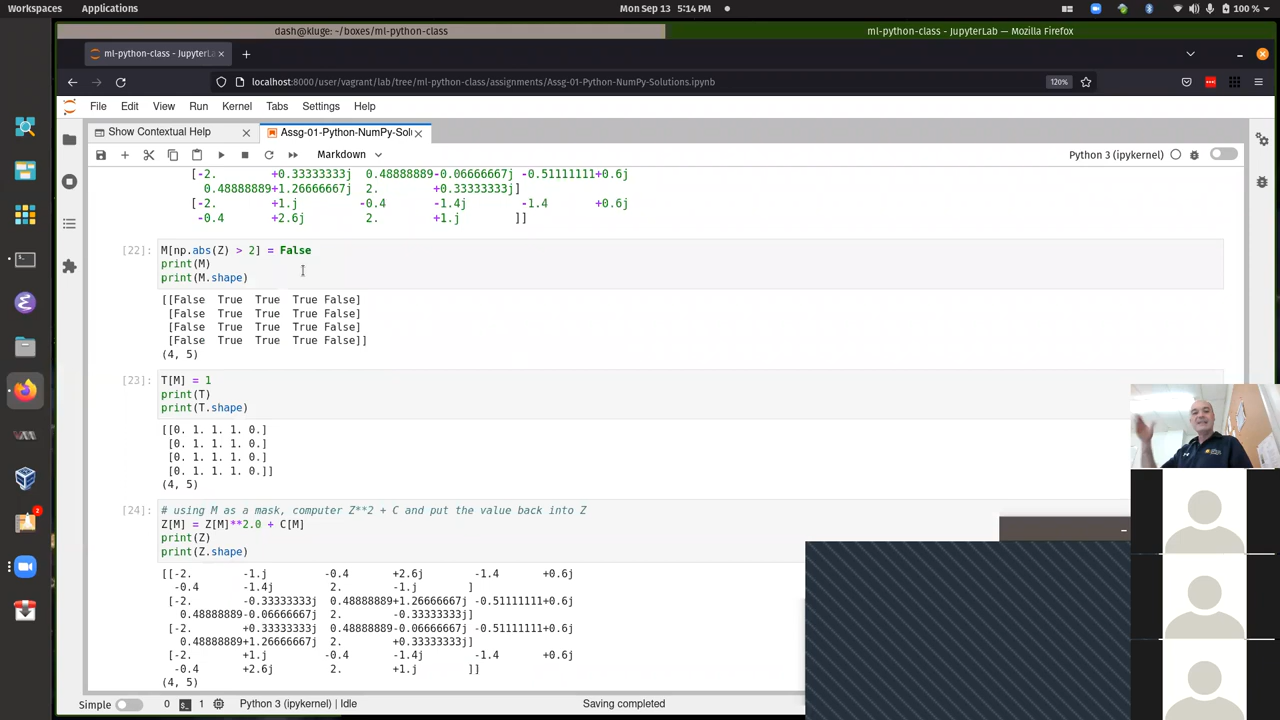 Workspaces Applications Mon Sep 13 5:14 PM 100 %
dash@kluge: ~/boxes/ml-python-class ml-python-class - JupyterLab — Mozilla Firefox
ml-python-class - JupyterLa
localhost:8000/user/vagrant/lab/tree/ml-python-class/assignments/Assg-01-Python-NumPy-Solutions.ipynb 120%
File Edit View Run Kernel Tabs Settings Help
Show Contextual Help Assg-01-Python-NumPy-Solu
Markdown Python 3 (ipykernel)
[-2. +0.33333333j 0.48888889-0.06666667j -0.51111111+0.6j
0.48888889+1.26666667j 2. +0.33333333j]
[-2. +1.j -0.4 -1.4j -1.4 +0.6j
-0.4 +2.6j 2. +1.j ]]
[22]: M[np.abs(Z) > 2] = False
print(M)
print(M.shape)
[[False True True True False]
[False True True True False]
[False True True True False]
[False True True True False]]
(4, 5)
[23]: T[M] = 1
print(T)
print(T.shape)
[[0. 1. 1. 1. 0.]
[0. 1. 1. 1. 0.]
[0. 1. 1. 1. 0.]
[0. 1. 1. 1. 0.]]
(4, 5)
[24]: # using M as a mask, computer Z**2 + C and put the value back into Z
Z[M] = Z[M]**2.0 + C[M]
print(Z)
print(Z.shape)
[[-2. -1.j -0.4 +2.6j -1.4 +0.6j
-0.4 -1.4j 2. -1.j ]
[-2. -0.33333333j 0.48888889+1.26666667j -0.51111111+0.6j
0.48888889-0.06666667j 2. -0.33333333j]
[-2. +0.33333333j 0.48888889-0.06666667j -0.51111111+0.6j
0.48888889+1.26666667j 2. +0.33333333j]
[-2. +1.j -0.4 -1.4j -1.4 +0.6j
-0.4 +2.6j 2. +1.j ]]
(4, 5)
Simple 0 1 Python 3 (ipykernel) | Idle Saving completed